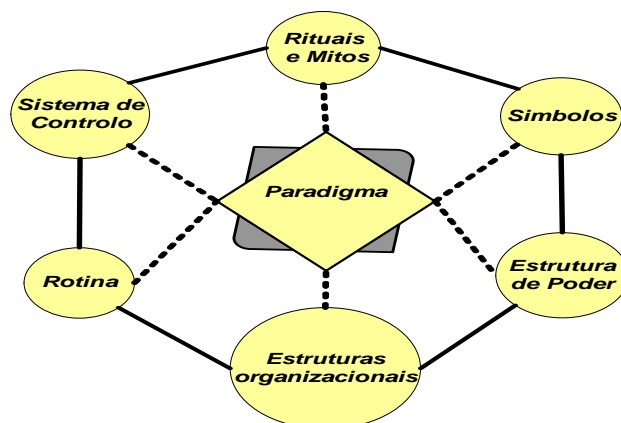 Rituais
e Mitos
Sistema de
Controlo
Simbolos
Paradigma
Rotina
Estrutura
de Poder
Estruturas
organizacionais